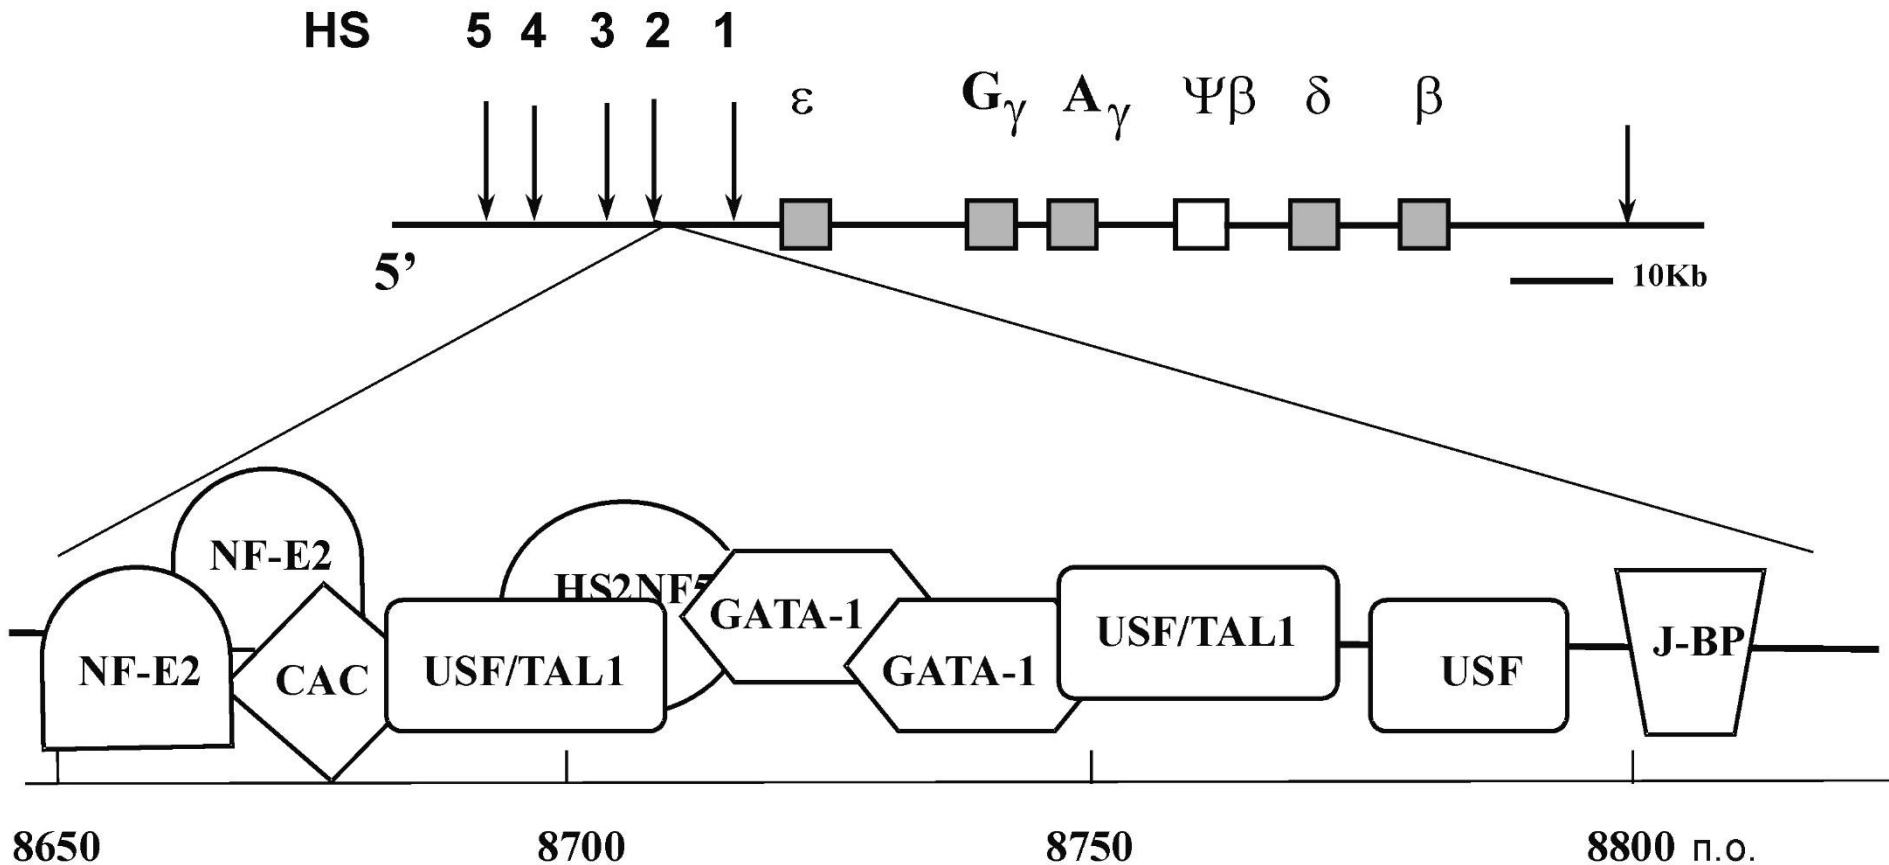 HS 5 4 3 2 1
ε Gγ Aγ Ψβ δ β
5’
10Kb
NF-E2
HS2NF5
GATA-1
USF/TAL1
J-BP
NF-E2
CAC
USF/TAL1
GATA-1
USF
8650 8700 8750 8800 п.о.